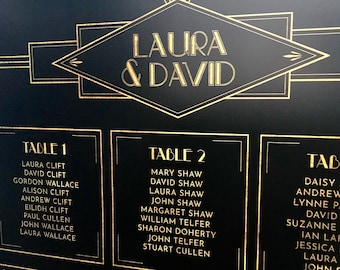 LAURA
& DAVID
TABLE 1
LAURA CLIFT
DAVID CLIFT
GORDON WALLACE
ALISON CLIFT
ANDREW CLIFT
EILIDH CLIFT
PAUL CULLEN
JOHN WALLACE
LAURA WALLACE
TABLE 2
MARY SHAW
DAVID SHAW
LAURA SHAW
JOHN SHAW
MARGARET SHAW
WILLIAM TELFER
SHARON DOHERTY
JOHN TELFER
STUART CULLEN
DAISY
ANDREW
LYNNE
DAVID
SUZANNE
IAN
JESSICA
LAURA
JOHN